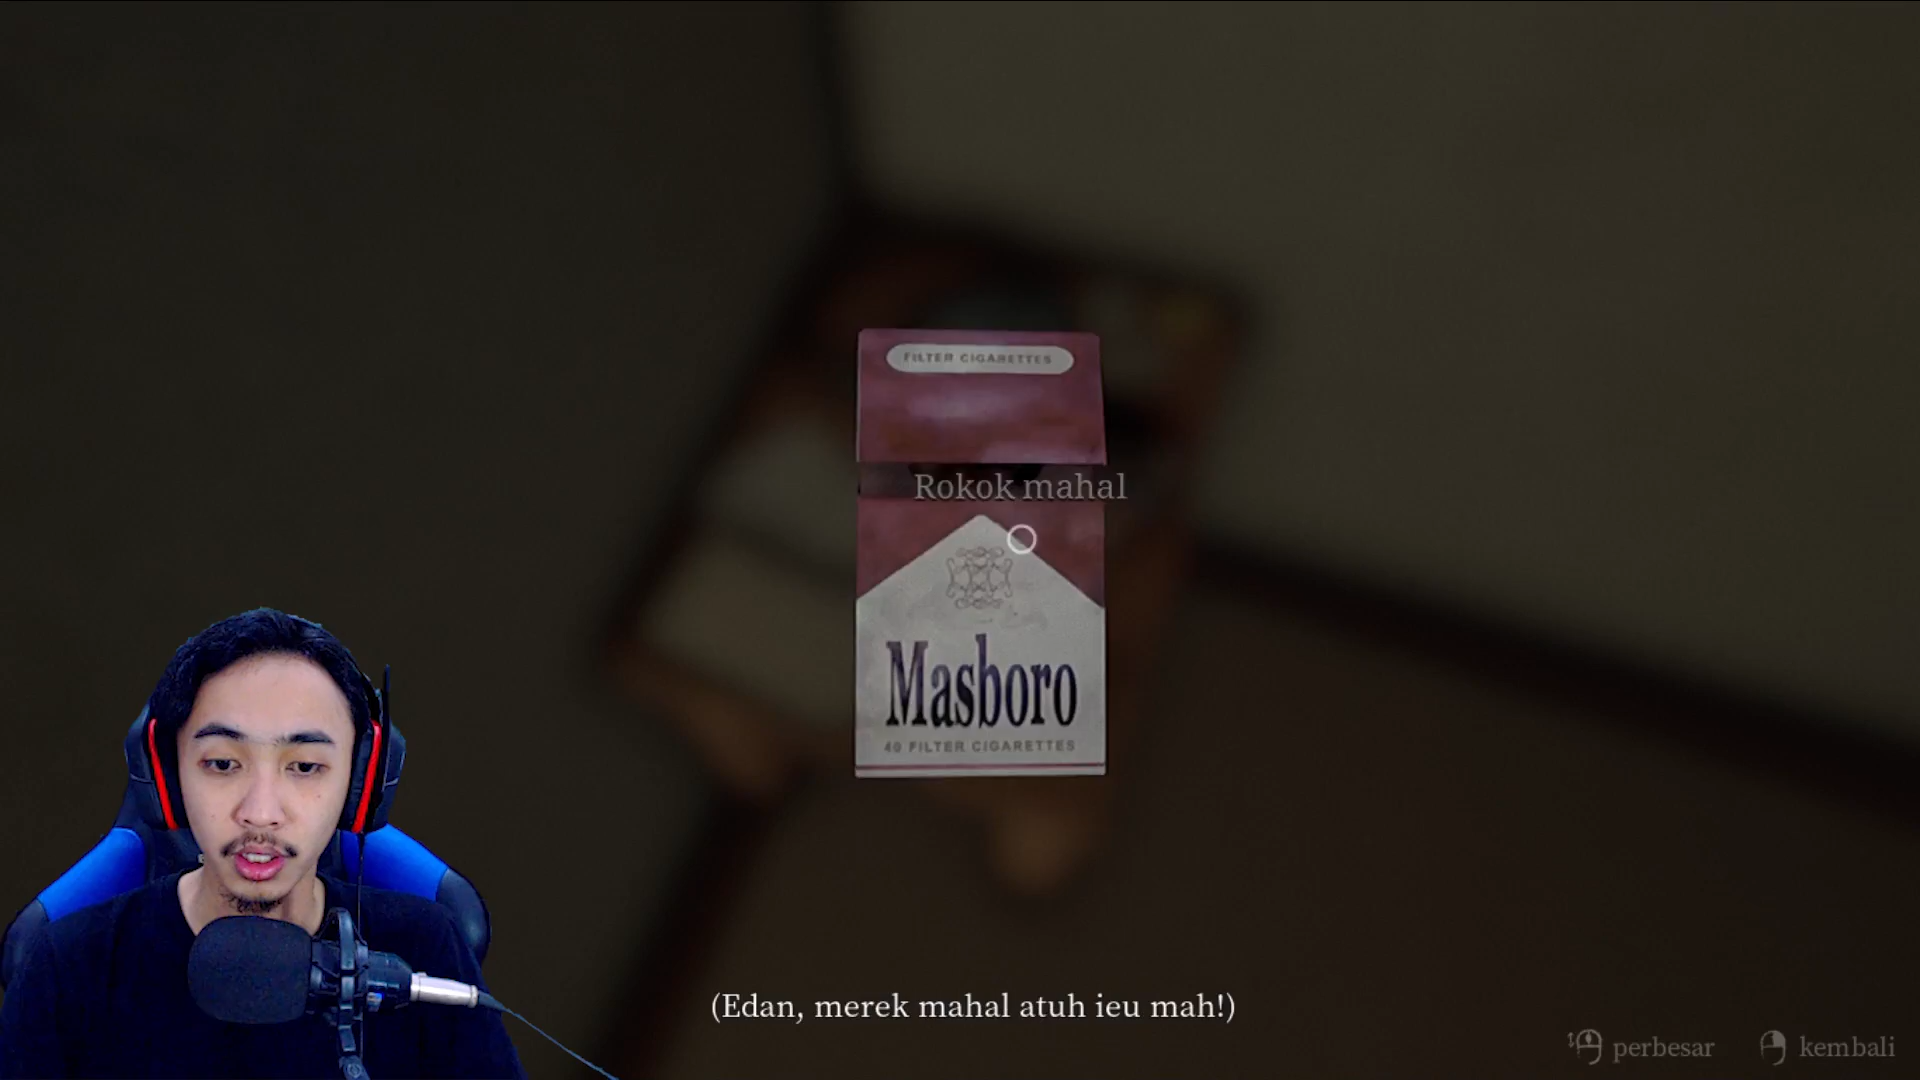 FILTER CIGARETTES
Rokok mahal
Masboro
40 FILTER CIGARETTES
(Edan, merek mahal atuh ieu mah!)
perbesar
kembali